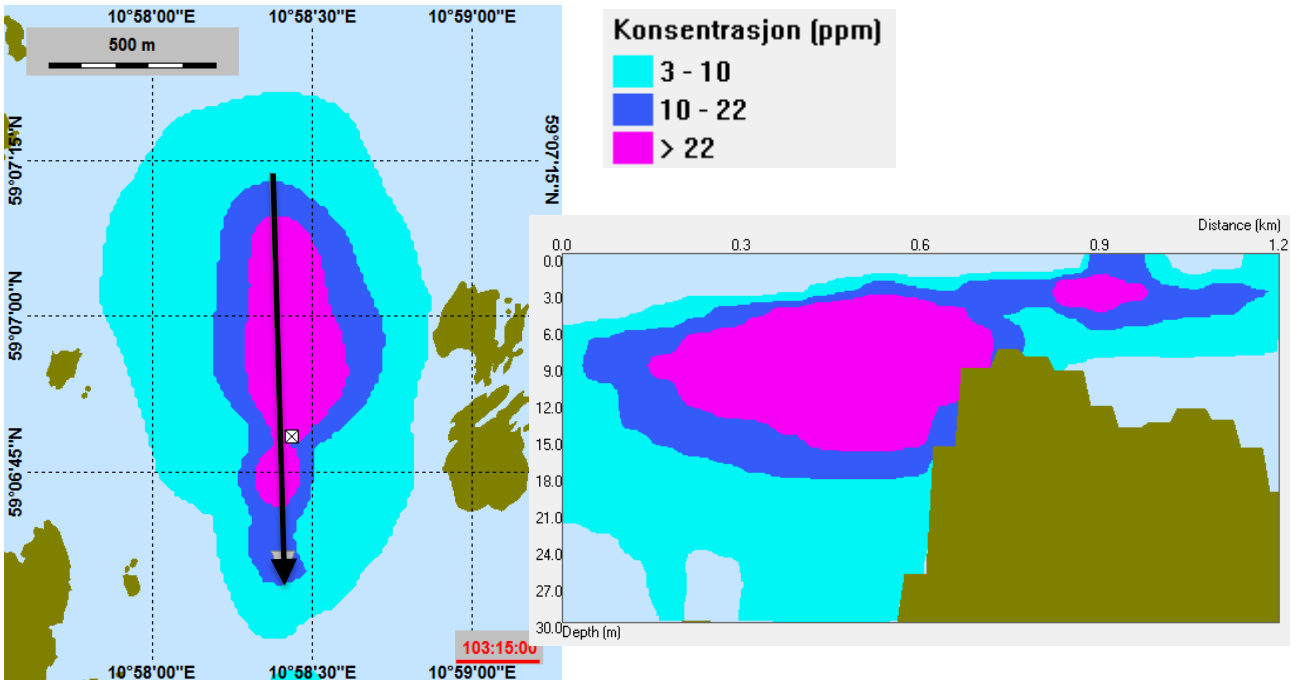 10°58'00"E 10°58'30"E 10°59'00"E
500 m
59°07'15"N
59°07'00"N
59°06'45"N
59°07'15"N
103:15:00
10°58'00"E 10°58'30"E 10°59'00"E
Konsentrasjon (ppm)
3 - 10
10 - 22
> 22
Distance (km)
0.0 0.3 0.6 0.9 1.2
0.0
3.0
6.0
9.0
12.0
15.0
18.0
21.0
24.0
27.0
30.0
Depth (m)